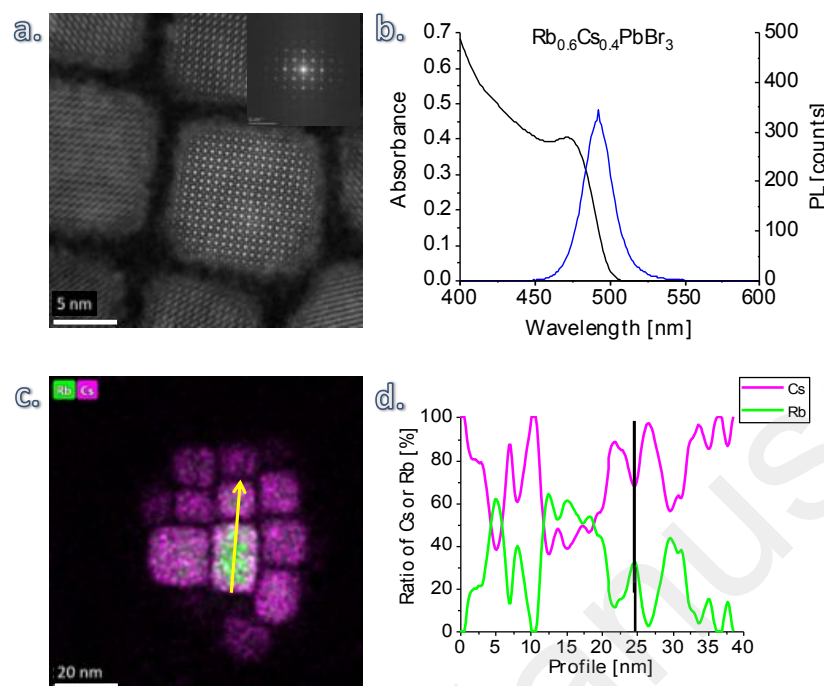 a.
5 nm
b.
Rb0.6Cs0.4PbBr3
0.7
0.6
0.5
0.4
0.3
0.2
0.1
0.0
Absorbance
500
400
300
200
100
0
PL [counts]
400 450 500 550 600
Wavelength [nm]
c.
Rb Cs
20 nm
d.
Cs
Rb
100
80
60
40
20
0
Ratio of Cs or Rb [%]
0 5 10 15 20 25 30 35 40
Profile [nm]